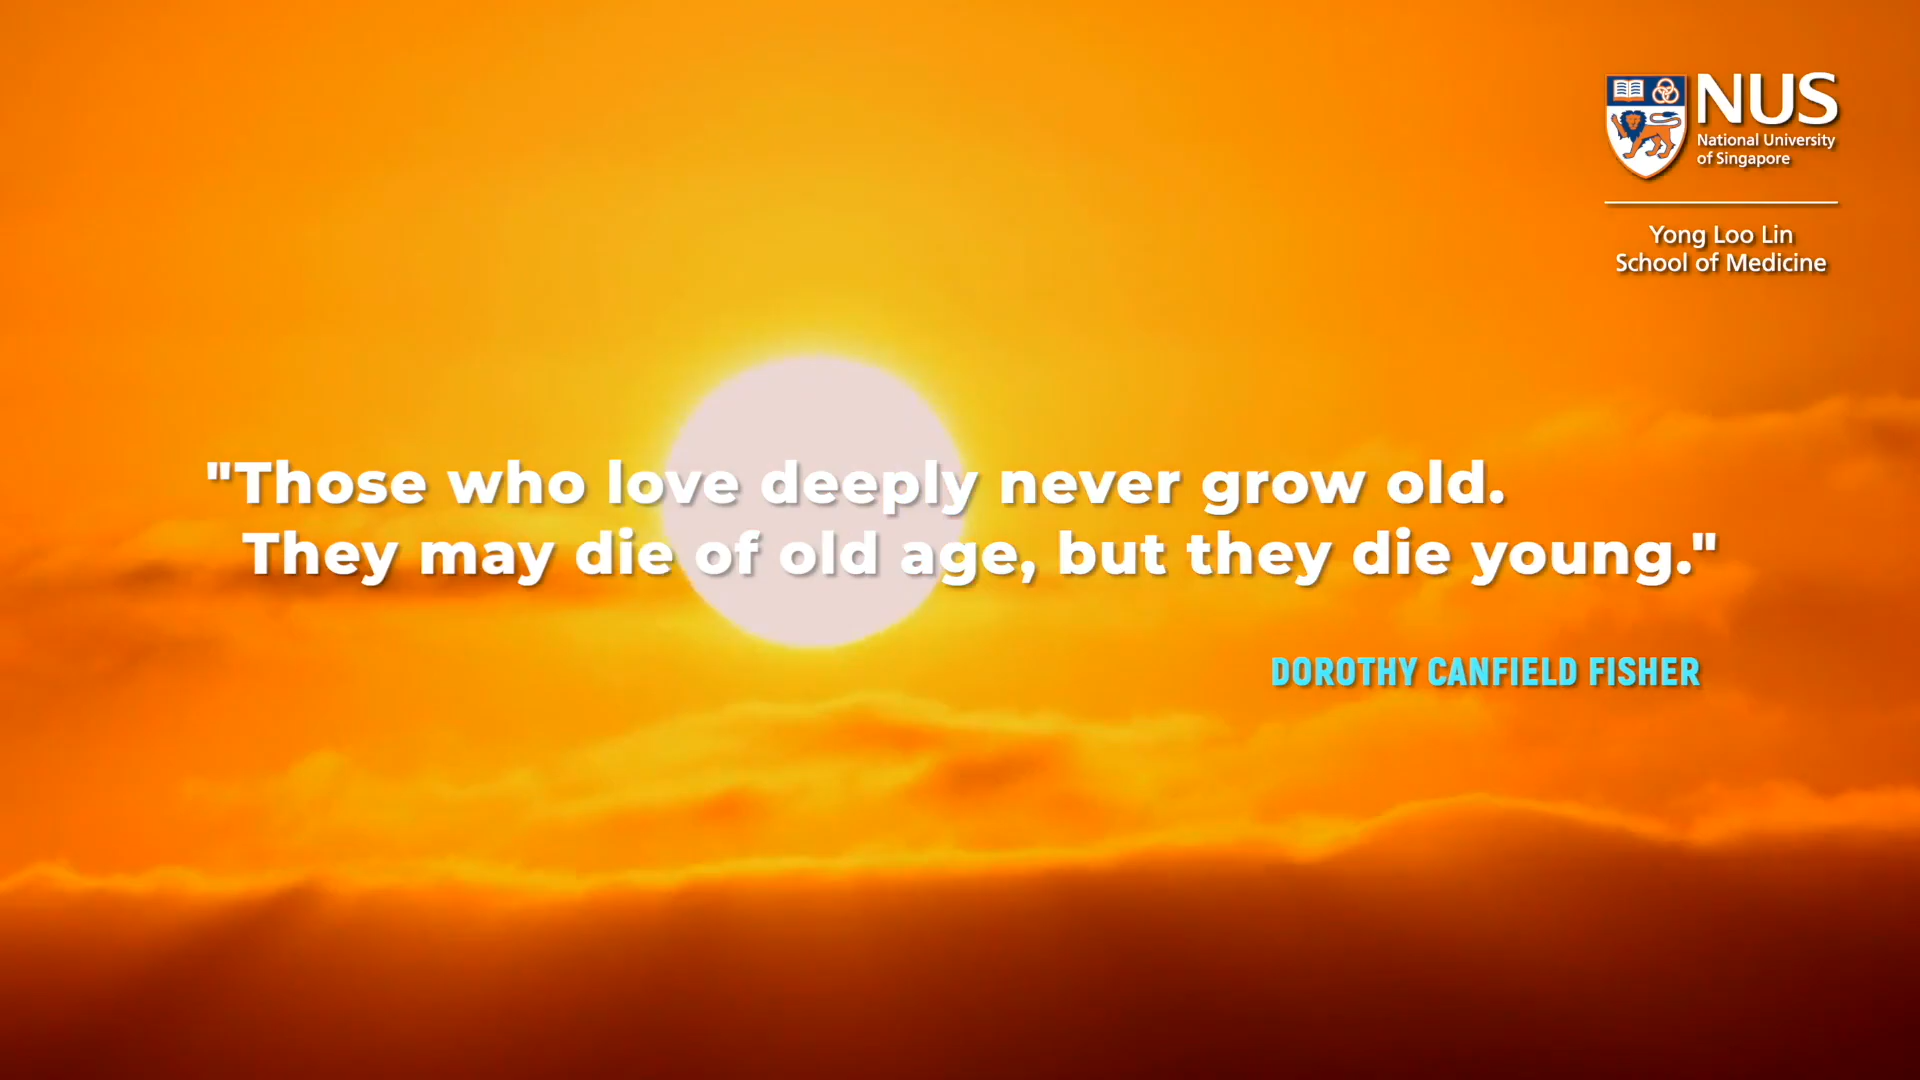 NUS
National University
of Singapore
Yong Loo Lin
School of Medicine
"Those who love deeply never grow old.
They may die of old age, but they die young."
DOROTHY CANFIELD FISHER